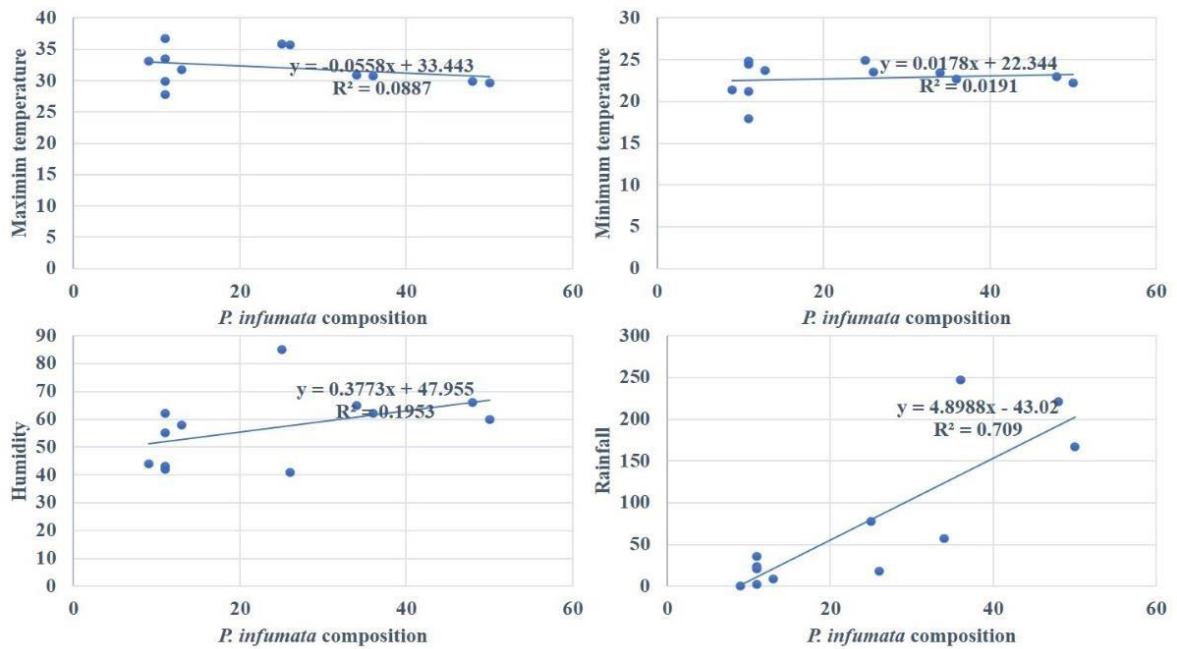 Maximim temperature
40
35
30
25
20
15
10
5
0
y = -0.0558x + 33.443
R² = 0.0887
0 20 40 60
P. infumata composition
Minimum temperature
30
25
20
15
10
5
0
y = 0.0178x + 22.344
R² = 0.0191
0 20 40 60
P. infumata composition
Humidity
90
80
70
60
50
40
30
20
10
0
y = 0.3773x + 47.955
R² = 0.1953
0 20 40 60
P. infumata composition
Rainfall
300
250
200
150
100
50
0
y = 4.8988x - 43.02
R² = 0.709
0 20 40 60
P. infumata composition